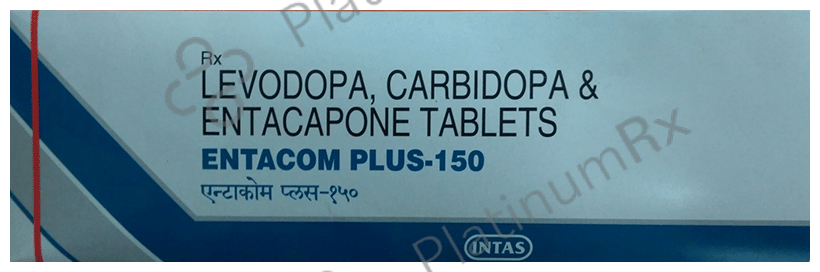 Rx
LEVODOPA, CARBIDOPA &
ENTACAPONE TABLETS
ENTACOM PLUS-150
एन्टाकोम प्लस-१५०
INTAS
PlatinumRx